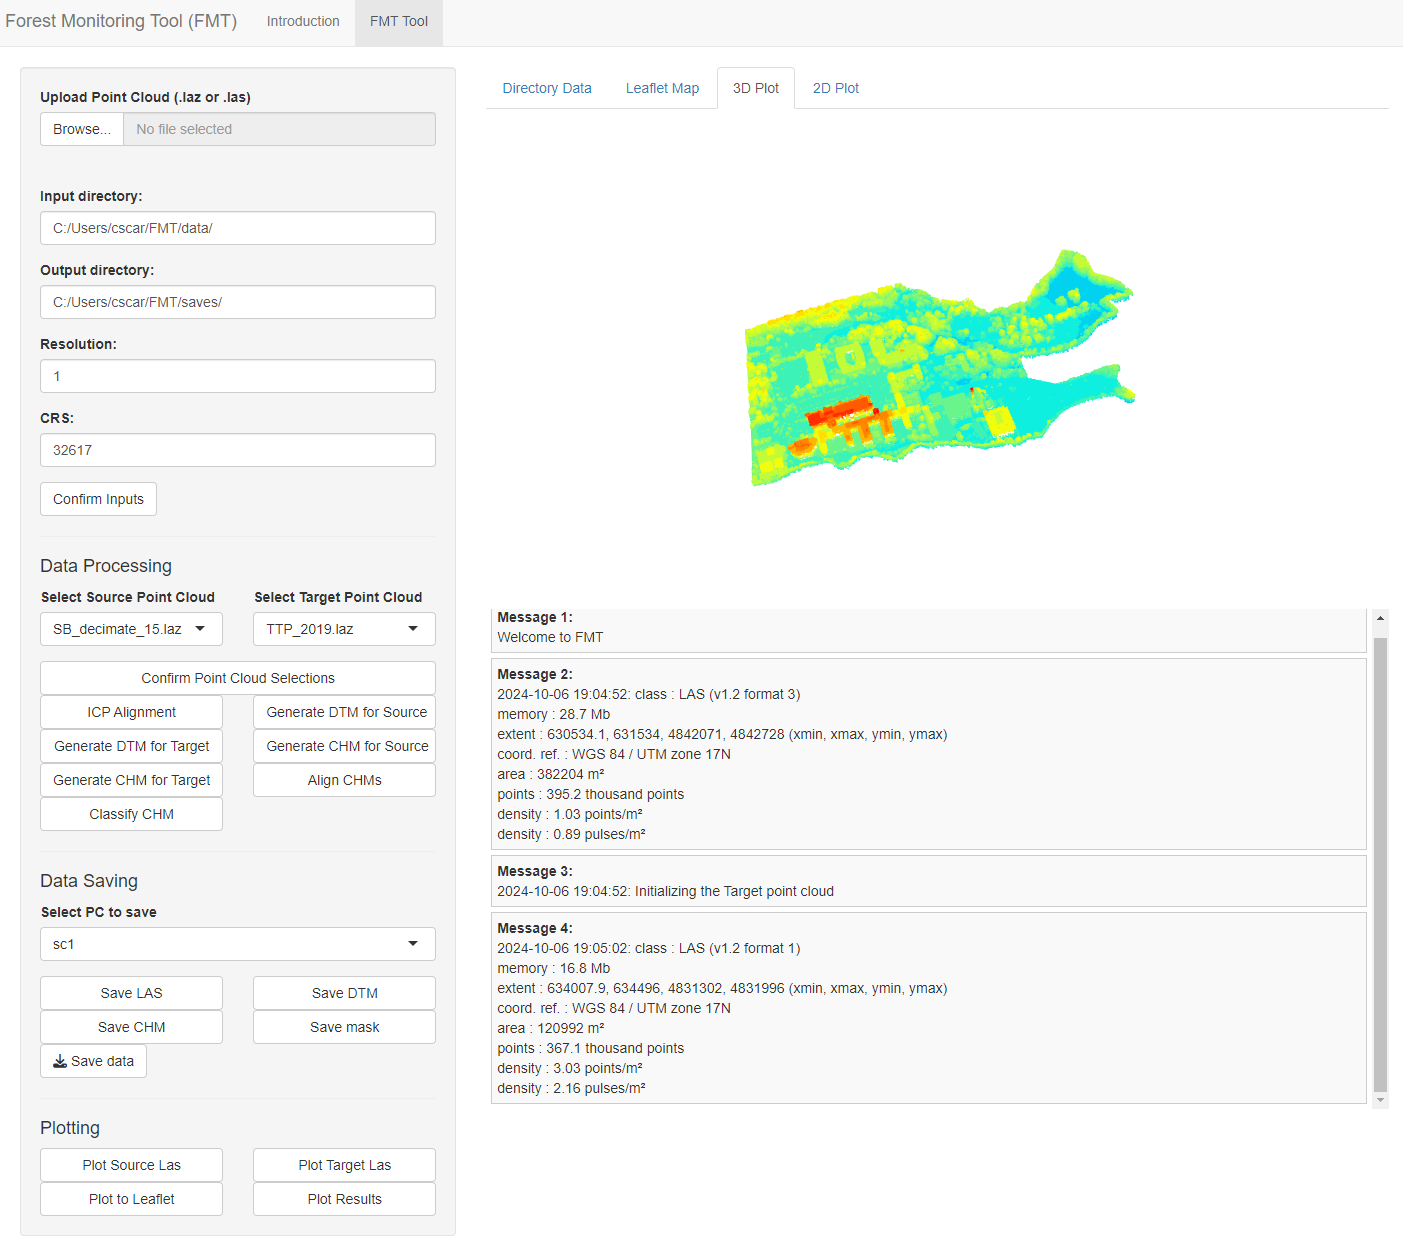 Forest Monitoring Tool (FMT) Introduction FMT Tool
Upload Point Cloud (.laz or .las)
Browse... No file selected
Input directory:
C:/Users/cscar/FMT/data/
Output directory:
C:/Users/cscar/FMT/saves/
Resolution:
1
CRS:
32617
Confirm Inputs
Data Processing
Select Source Point Cloud Select Target Point Cloud
SB_decimate_15.laz TTP_2019.laz
Confirm Point Cloud Selections
ICP Alignment Generate DTM for Source
Generate DTM for Target Generate CHM for Source
Generate CHM for Target Align CHMs
Classify CHM
Data Saving
Select PC to save
sc1
Save LAS Save DTM
Save CHM Save mask
Save data
Plotting
Plot Source Las Plot Target Las
Plot to Leaflet Plot Results
Directory Data Leaflet Map 3D Plot 2D Plot
Message 1:
Welcome to FMT
Message 2:
2024-10-06 19:04:52: class : LAS (v1.2 format 3)
memory : 28.7 Mb
extent : 630534.1, 631534, 4842071, 4842728 (xmin, xmax, ymin, ymax)
coord. ref. : WGS 84 / UTM zone 17N
area : 382204 m²
points : 395.2 thousand points
density : 1.03 points/m²
density : 0.89 pulses/m²
Message 3:
2024-10-06 19:04:52: Initializing the Target point cloud
Message 4:
2024-10-06 19:05:02: class : LAS (v1.2 format 1)
memory : 16.8 Mb
extent : 634007.9, 634496, 4831302, 4831996 (xmin, xmax, ymin, ymax)
coord. ref. : WGS 84 / UTM zone 17N
area : 120992 m²
points : 367.1 thousand points
density : 3.03 points/m²
density : 2.16 pulses/m²